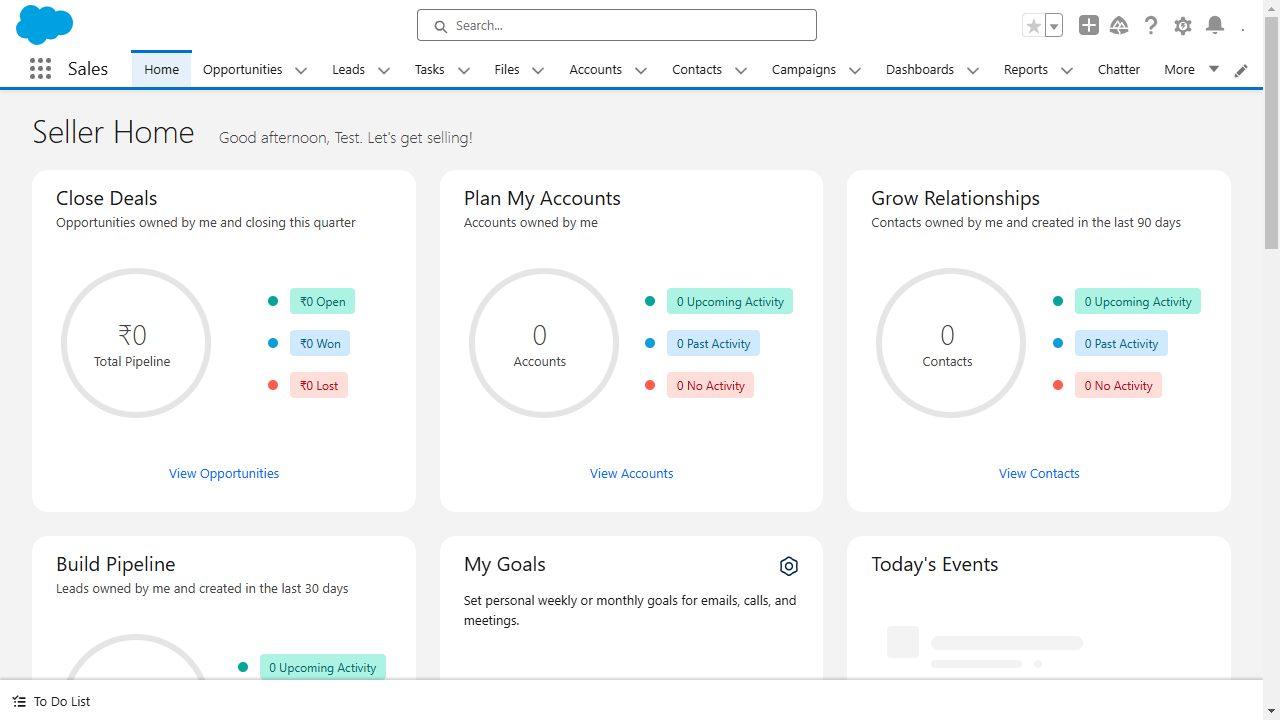 Search...
Sales
Home
Opportunities
Leads
Tasks
Files
Accounts
Contacts
Campaigns
Dashboards
Reports
Chatter
More
Seller Home
Good afternoon, Test. Let's get selling!
Close Deals
Opportunities owned by me and closing this quarter
₹0
Total Pipeline
₹0 Open
₹0 Won
₹0 Lost
View Opportunities
Plan My Accounts
Accounts owned by me
0
Accounts
0 Upcoming Activity
0 Past Activity
0 No Activity
View Accounts
Grow Relationships
Contacts owned by me and created in the last 90 days
0
Contacts
0 Upcoming Activity
0 Past Activity
0 No Activity
View Contacts
Build Pipeline
Leads owned by me and created in the last 30 days
0 Upcoming Activity
My Goals
Set personal weekly or monthly goals for emails, calls, and
meetings.
Today's Events
To Do List